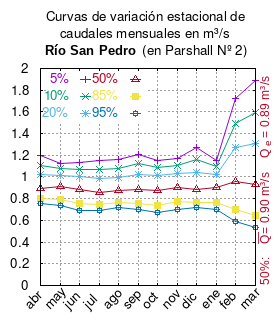 Curvas de variación estacional de
caudales mensuales en m³/s
Río San Pedro (en Parshall Nº 2)
2
1.8
1.6
1.4
1.2
1
0.8
0.6
0.4
0.2
0
5% 50%
10% 85%
20% 95%
abr may jun jul ago sep oct nov dic ene feb mar
50%: Q= 0.90 m³/s Q e = 0.89 m³/s